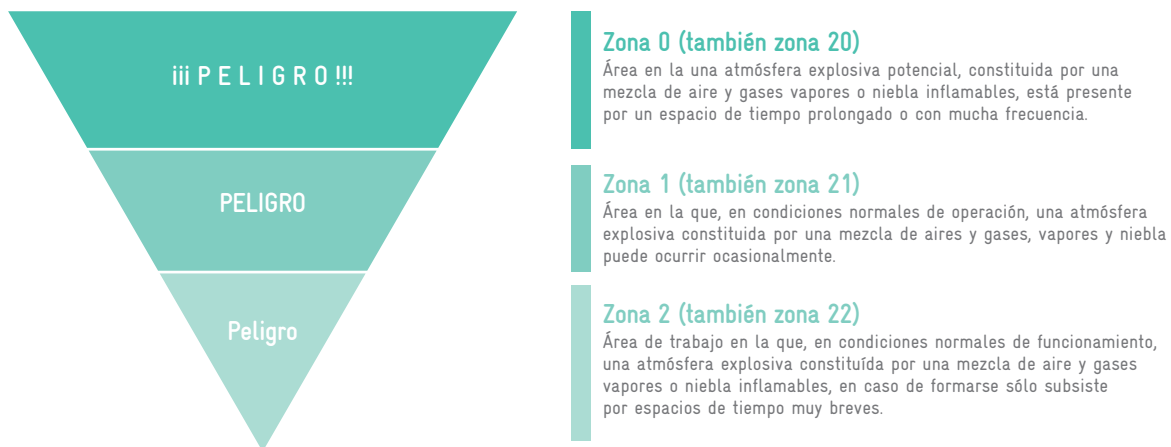 ¡¡¡ P E L I G R O !!!
PELIGRO
Peligro
Zona 0 (también zona 20)
Área en la una atmósfera explosiva potencial, constituida por una
mezcla de aire y gases vapores o niebla inflamables, está presente
por un espacio de tiempo prolongado o con mucha frecuencia.
Zona 1 (también zona 21)
Área en la que, en condiciones normales de operación, una atmósfera
explosiva constituida por una mezcla de aires y gases, vapores y niebla
puede ocurrir ocasionalmente.
Zona 2 (también zona 22)
Área de trabajo en la que, en condiciones normales de funcionamiento,
una atmósfera explosiva constituída por una mezcla de aire y gases
vapores o niebla inflamables, en caso de formarse sólo subsiste
por espacios de tiempo muy breves.